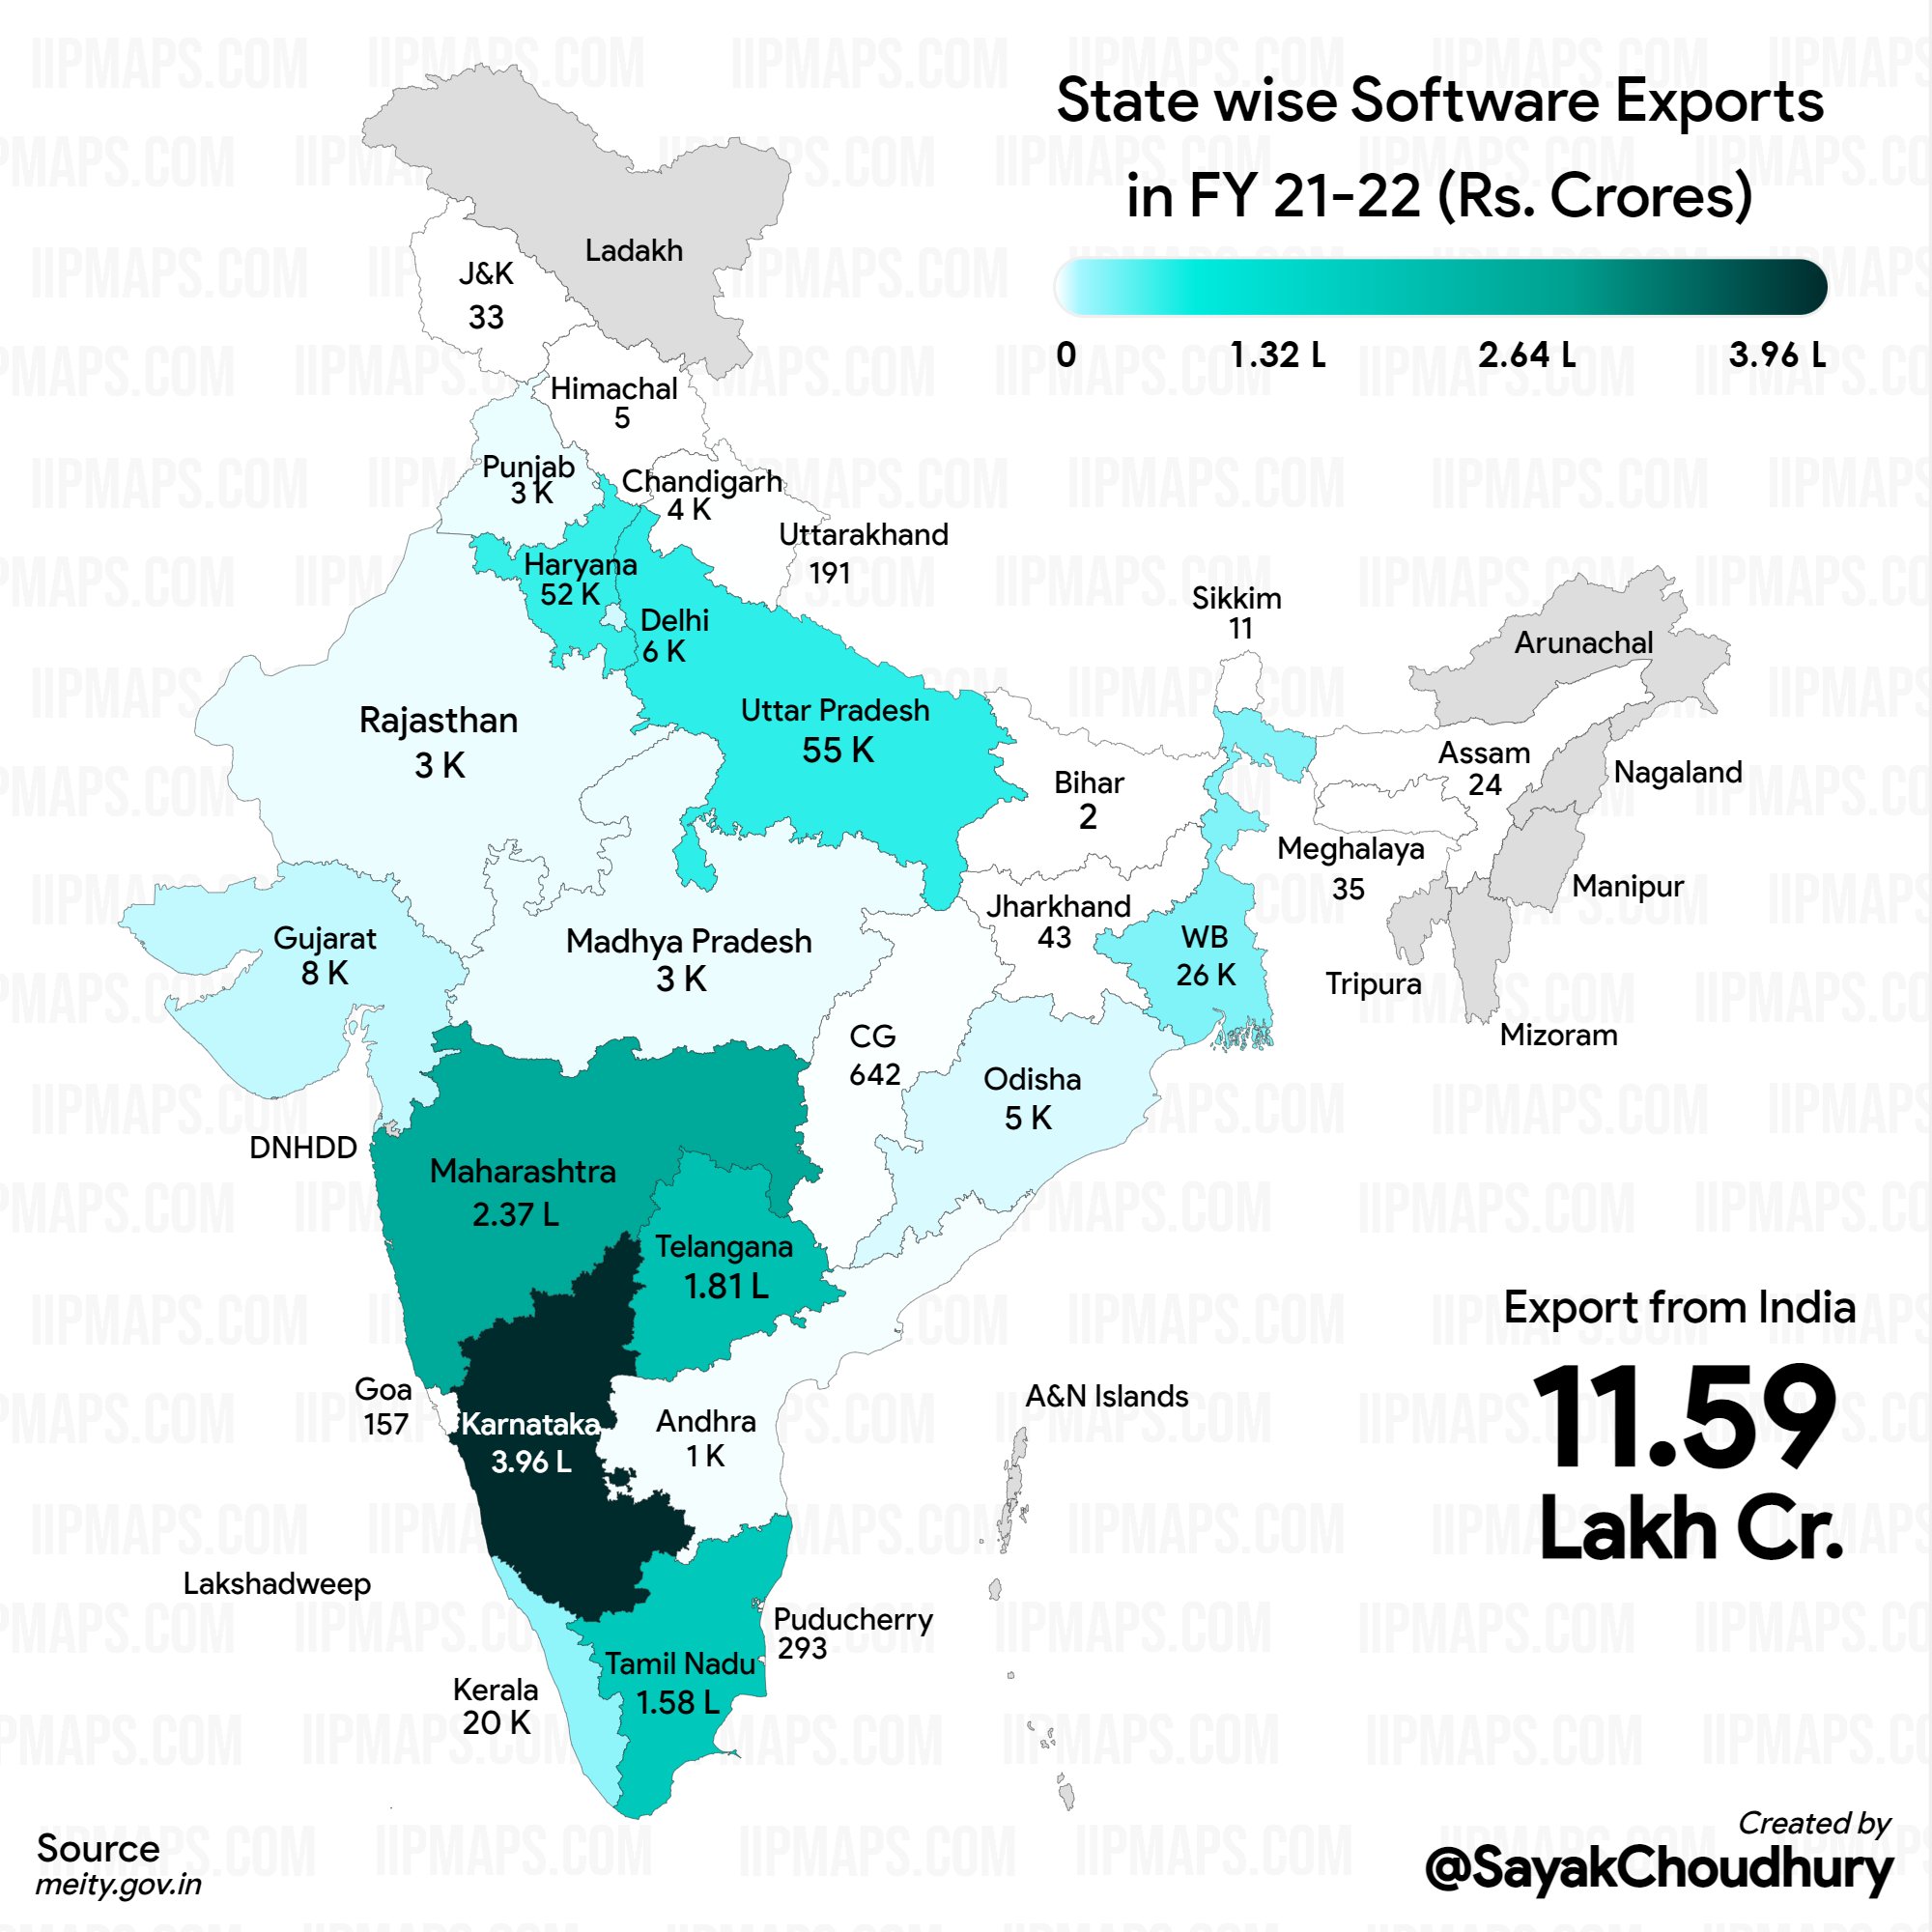 State wise Software Exports
in FY 21-22 (Rs. Crores)
0 1.32 L 2.64 L 3.96 L
Ladakh
J&K
33
Himachal
5
Punjab
3 K
Chandigarh
4 K
Uttarakhand
191
Haryana
52 K
Delhi
6 K
Uttar Pradesh
55 K
Rajasthan
3 K
Sikkim
11
Arunachal
Assam
24
Nagaland
Bihar
2
Meghalaya
35
Manipur
Jharkhand
43
WB
26 K
Tripura
Mizoram
Gujarat
8 K
Madhya Pradesh
3 K
CG
642
Odisha
5 K
DNHDD
Maharashtra
2.37 L
Telangana
1.81 L
Goa
157
Karnataka
3.96 L
Andhra
1 K
A&N Islands
Export from India
11.59
Lakh Cr.
Lakshadweep
Puducherry
293
Tamil Nadu
1.58 L
Kerala
20 K
Source
meity.gov.in
Created by
@SayakChoudhury
IIPMAPS.COM